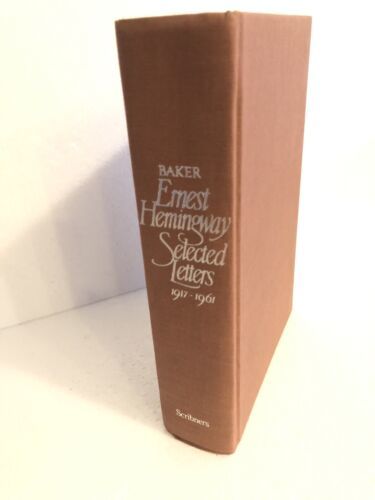 BAKER
Ernest
Hemingway
Selected
Letters
1917-1961
Scribners